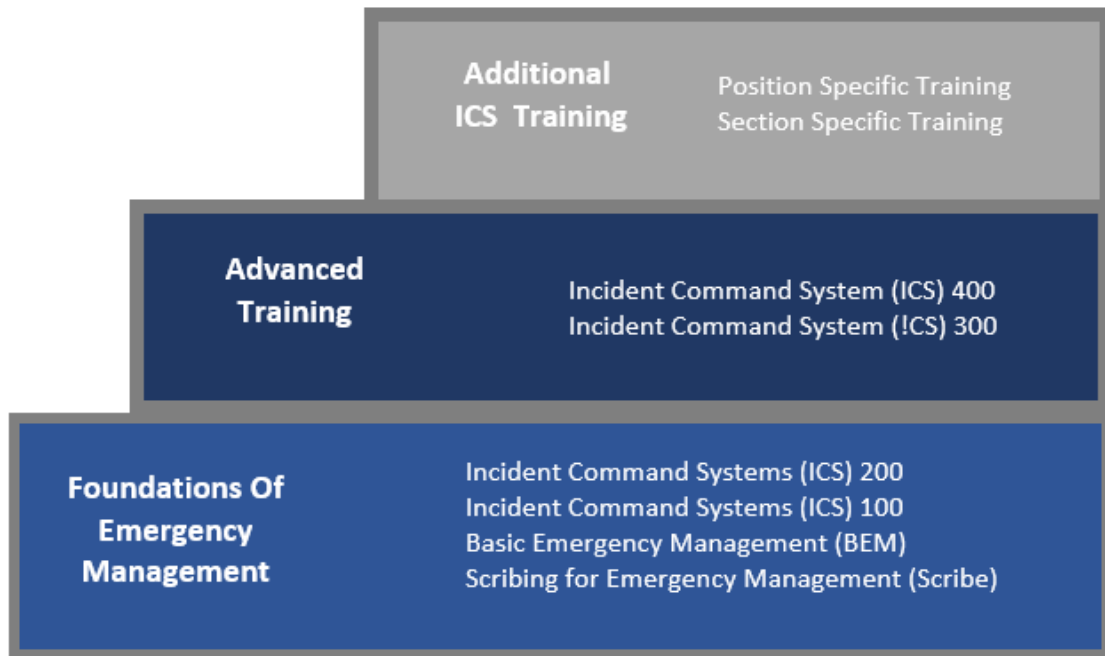 Additional
ICS  Training
Position Specific Training
Section Specific Training
Advanced
Training
Incident Command System (ICS) 400
Incident Command System (!CS) 300
Foundations Of
Emergency
Management
Incident Command Systems (ICS) 200
Incident Command Systems (ICS) 100
Basic Emergency Management (BEM)
Scribing for Emergency Management (Scribe)